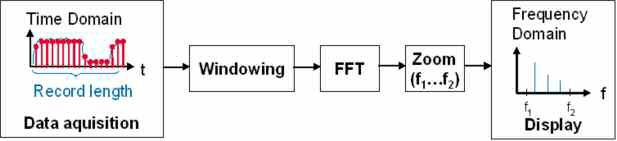 Time Domain
t
Record length
Data aquisition
Windowing
FFT
Zoom
(f1...f2)
Frequency
Domain
f
f1
f2
Display